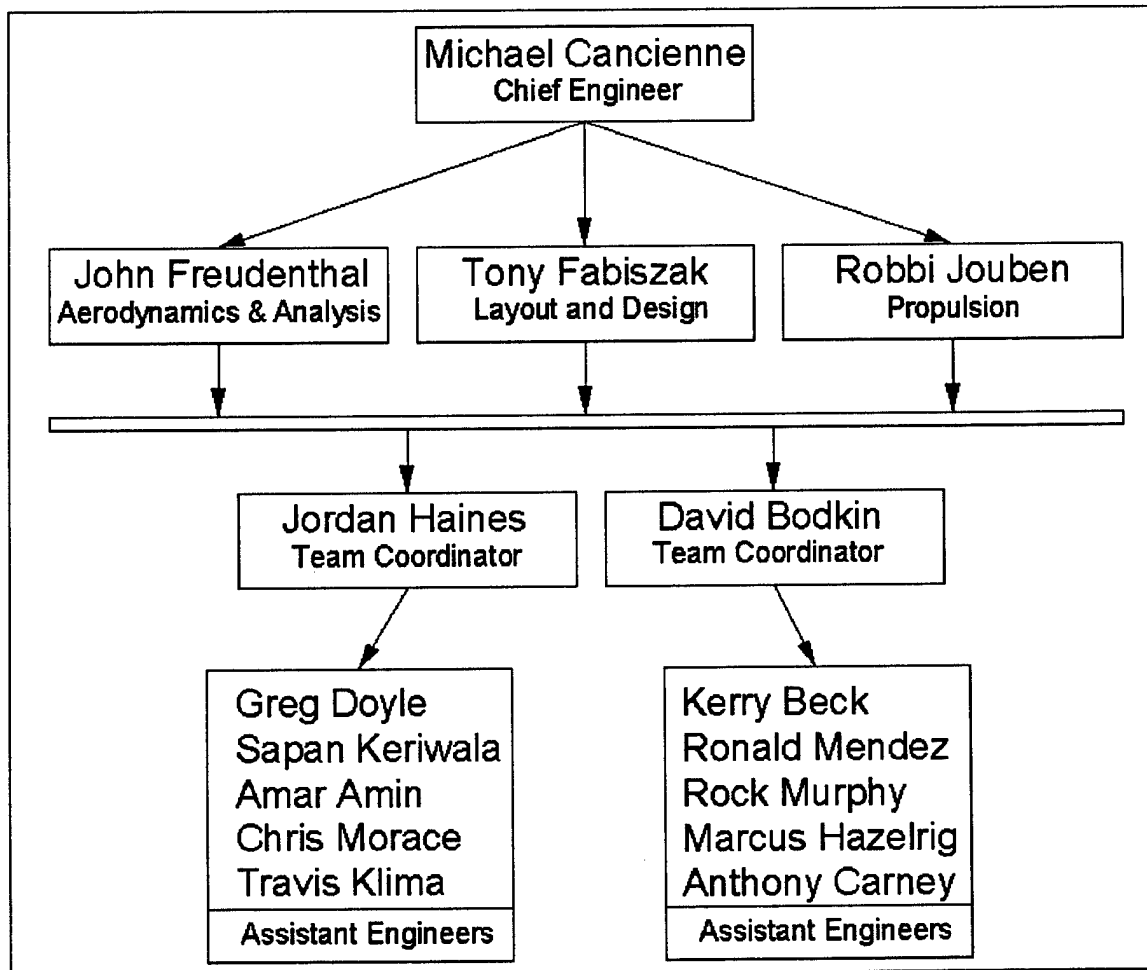 Michael Cancienne
Chief Engineer
John Freudenthal
Aerodynamics & Analysis
Tony Fabiszak
Layout and Design
Robbi Jouben
Propulsion
Jordan Haines
Team Coordinator
David Bodkin
Team Coordinator
Greg Doyle
Sapan Keriwala
Amar Amin
Chris Morace
Travis Klima
Assistant Engineers
Kerry Beck
Ronald Mendez
Rock Murphy
Marcus Hazelrig
Anthony Carney
Assistant Engineers